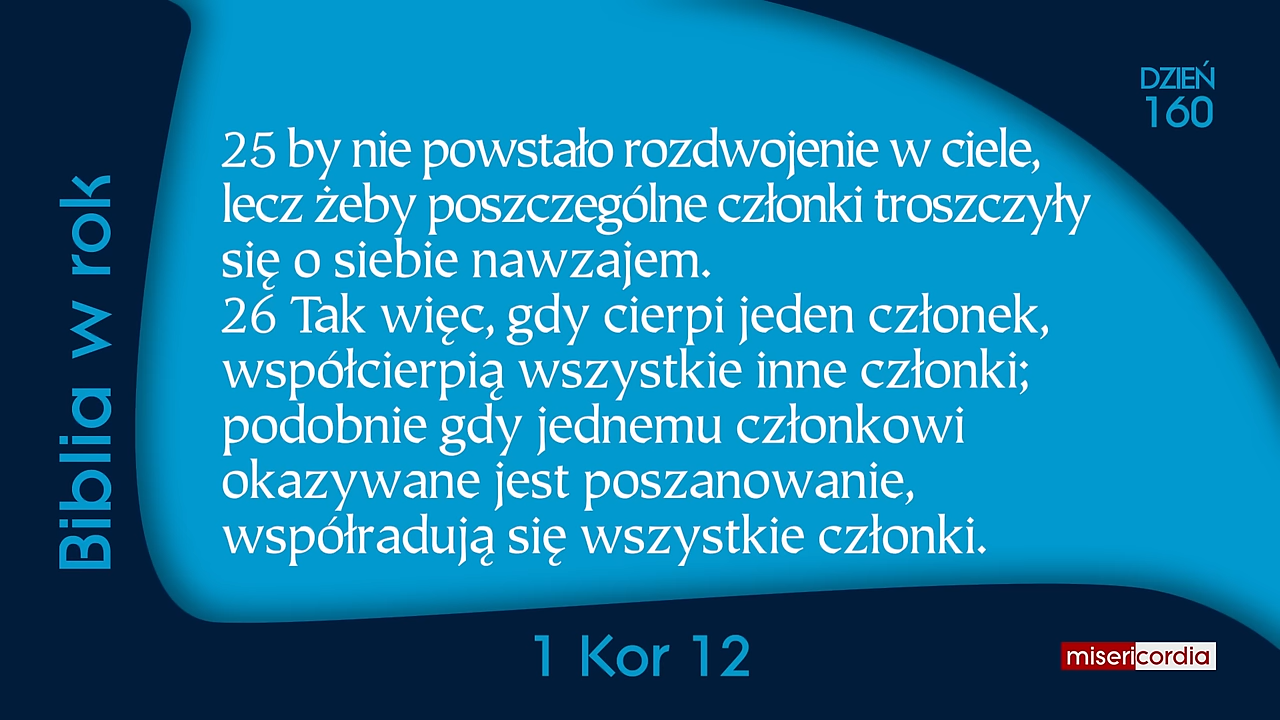 DZIEŃ
160
Biblia w rok
25 by nie powstało rozdwojenie w ciele,
lecz żeby poszczególne członki troszczyły
się o siebie nawzajem.
26 Tak więc, gdy cierpi jeden członek,
współcierpią wszystkie inne członki;
podobnie gdy jednemu członkowi
okazywane jest poszanowanie,
współradują się wszystkie członki.
1 Kor 12
misericordia